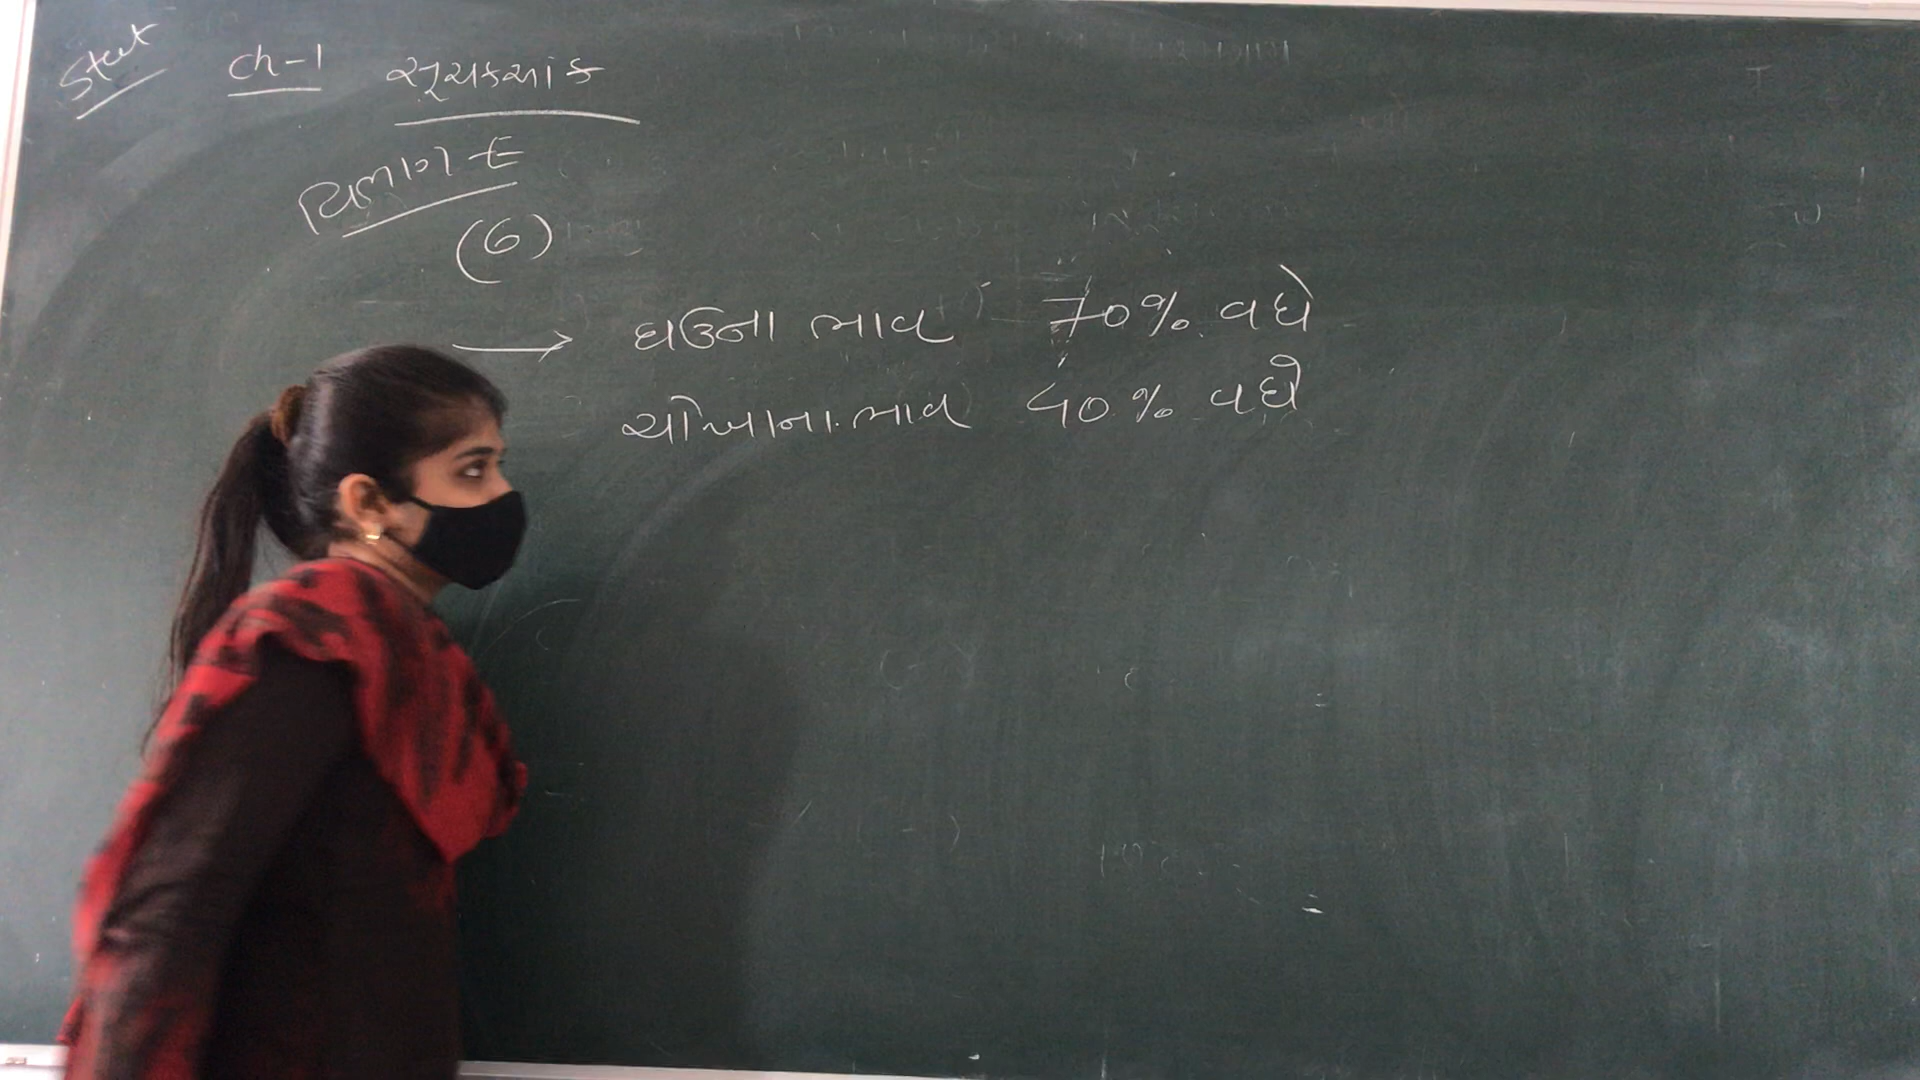 Stat
Ch-1 સૂચકઆંક
વિભાગ-E
(6)
→ ઘઉંના ભાવ 70% વધે
ચોખાના ભાવ 40% વધે